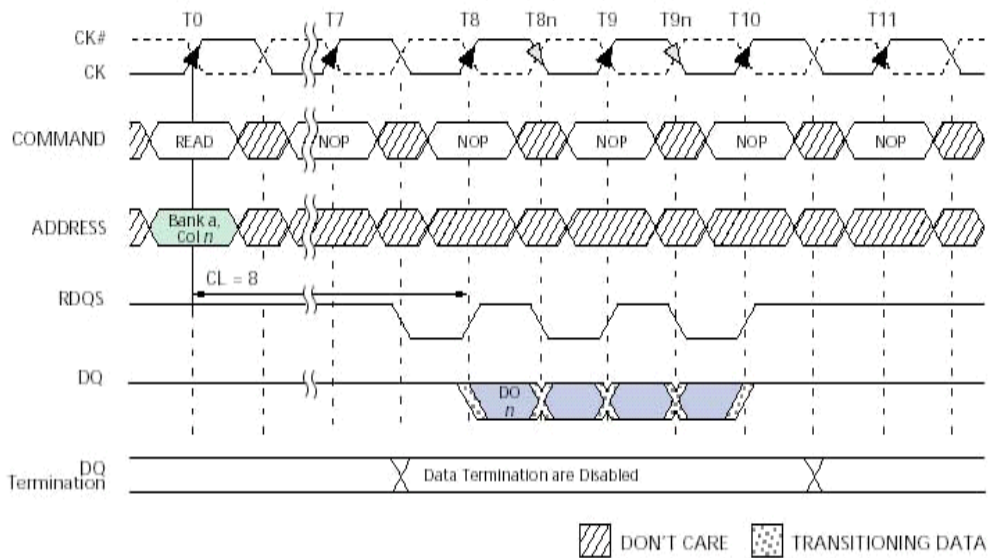 T0 T7 T8 T8n T9 T9n T10 T11
CK#
CK
COMMAND READ NOP NOP NOP NOP NOP
ADDRESS Bank a,
Col n
CL = 8
RDQS
DQ
DO
n
DQ
Termination
Data Termination are Disabled
DON'T CARE TRANSITIONING DATA